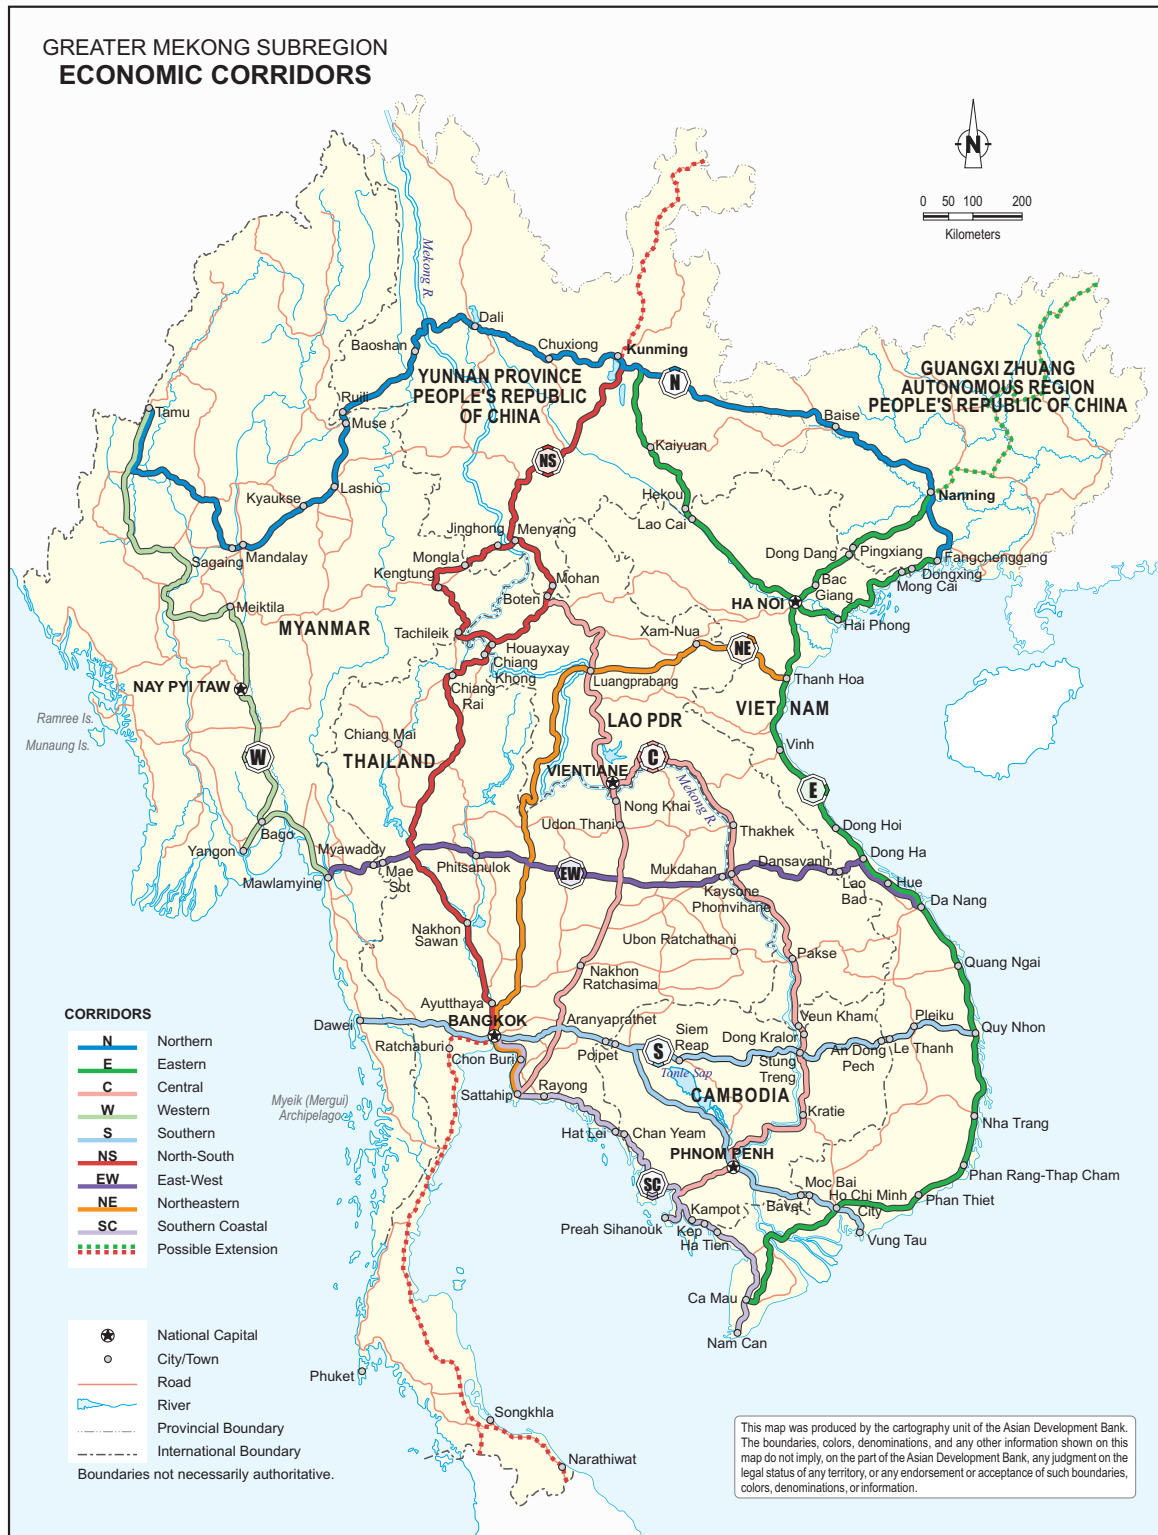 GREATER MEKONG SUBREGION
ECONOMIC CORRIDORS
N
0 50 100 200
Kilometers
Mekong R.
Dali
Baoshan
Chuxiong
Kunming
YUNNAN PROVINCE
PEOPLE'S REPUBLIC
OF CHINA
N
GUANGXI ZHUANG
AUTONOMOUS REGION
PEOPLE'S REPUBLIC OF CHINA
Tamu
Ruili
Muse
Baise
Kaiyuan
NS
Kyaukse
Lashio
Hekou
Lao Cai
Nanning
Jinghong
Menyang
Sagaing
Mandalay
Mongla
Kengtung
Dong Dang
Pingxiang
Fangchenggang
Dongxing
Mong Cai
Mohan
Boten
Bac
Giang
HA NOI
Hai Phong
Meiktila
MYANMAR
Tachileik
Houayxay
Chiang
Khong
Chiang
Rai
Xam-Nua
NE
Luangprabang
Thanh Hoa
NAY PYI TAW
Ramree Is.
Munaung Is.
LAO PDR
VIET NAM
Chiang Mai
THAILAND
W
VIENTIANE
C
Mekong R.
Vinh
E
Nong Khai
Udon Thani
Thakhek
Dong Hoi
Bago
Yangon
Myawaddy
Mae
Sot
Phitsanulok
EW
Mukdahan
Dansavanh
Dong Ha
Mawlamyine
Kaysone
Phomvihane
Lao
Bao
Hue
Da Nang
Nakhon
Sawan
Ubon Ratchathani
Pakse
Quang Ngai
Nakhon
Ratchasima
Ayutthaya
BANGKOK
Dawei
Aranyaprathet
Poipet
Siem
Reap
Veun Kham
Dong Kralor
Pleiku
Quy Nhon
Ratchaburi
Chon Buri
S
Stung
Treng
An Dong
Pech
Le Thanh
Tonle Sap
CAMBODIA
Sattahip
Rayong
Myeik (Mergui)
Archipelago
Kratie
Nha Trang
Hat Lei
Chan Yeam
PHNOM PENH
SC
Phan Rang-Thap Cham
Moc Bai
Bavet
Ho Chi Minh
City
Phan Thiet
Kampot
Preah Sihanouk
Kep
Ha Tien
Vung Tau
Ca Mau
Nam Can
Phuket
Songkhla
Narathiwat
CORRIDORS
N Northern
E Eastern
C Central
W Western
S Southern
NS North-South
EW East-West
NE Northeastern
SC Southern Coastal
Possible Extension
National Capital
City/Town
Road
River
Provincial Boundary
International Boundary
Boundaries not necessarily authoritative.
This map was produced by the cartography unit of the Asian Development Bank.
The boundaries, colors, denominations, and any other information shown on this
map do not imply, on the part of the Asian Development Bank, any judgment on the
legal status of any territory, or any endorsement or acceptance of such boundaries,
colors, denominations, or information.